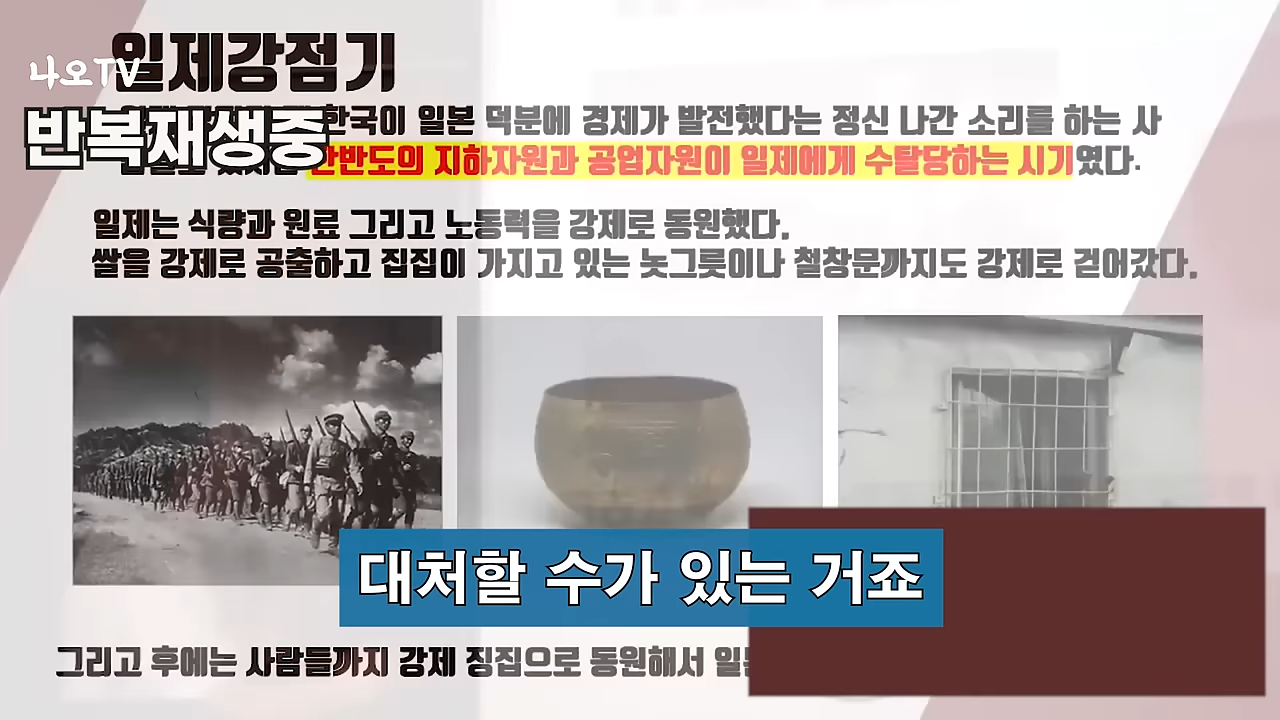 일제강점기
나오TV
반복재생중
한국이 일본 덕분에 경제가 발전했다는 정신 나간 소리를 하는 사
한반도의 지하자원과 공업자원이 일제에게 수탈당하는 시기였다.
일제는 식량과 원료 그리고 노동력을 강제로 동원했다.
쌀을 강제로 공출하고 집집이 가지고 있는 놋그릇이나 철창문까지도 강제로 걷어갔다.
대처할 수가 있는 거죠
그리고 후에는 사람들까지 강제 징집으로 동원해서